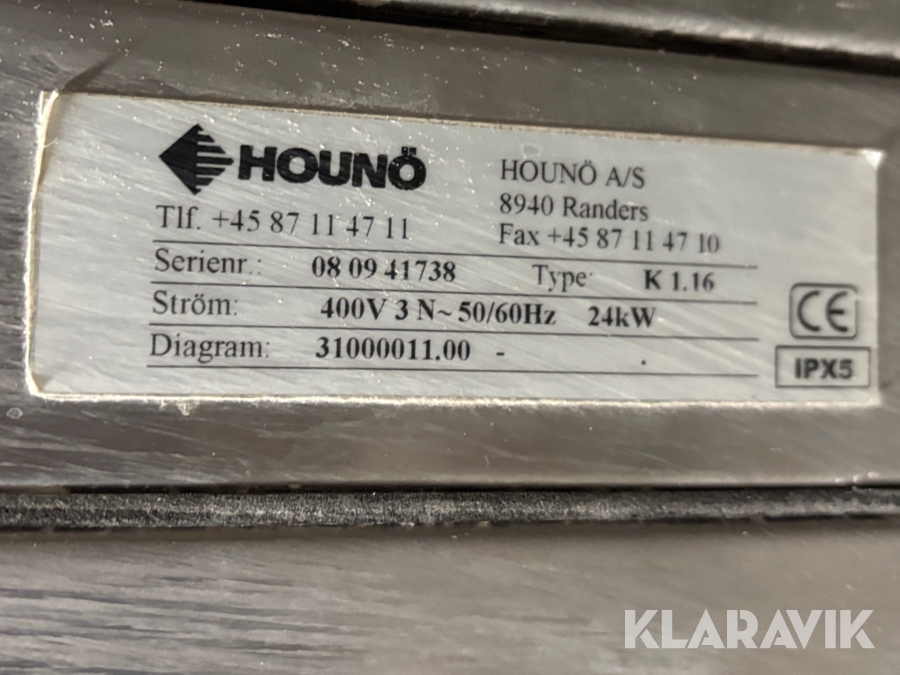 HOUNÖ
HOUNÖ A/S
8940 Randers
Tlf. +45 87 11 47 11
Fax +45 87 11 47 10
Serienr.: 08 09 41738 Type: K 1.16
Ström: 400V 3 N~ 50/60Hz 24kW
Diagram: 31000011.00 - .
CE
IPX5
KLARAVIK